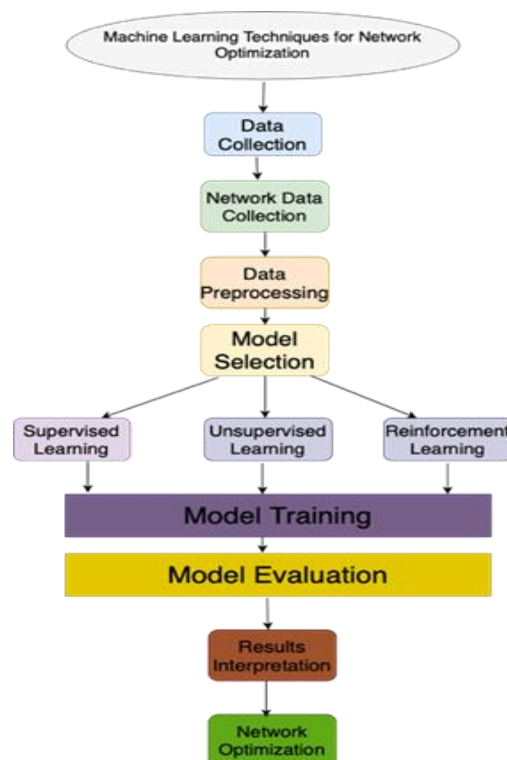 Machine Learning Techniques for Network
Optimization
Data
Collection
Network Data
Collection
Data
Preprocessing
Model
Selection
Supervised
Learning
Unsupervised
Learning
Reinforcement
Learning
Model Training
Model Evaluation
Results
Interpretation
Network
Optimization